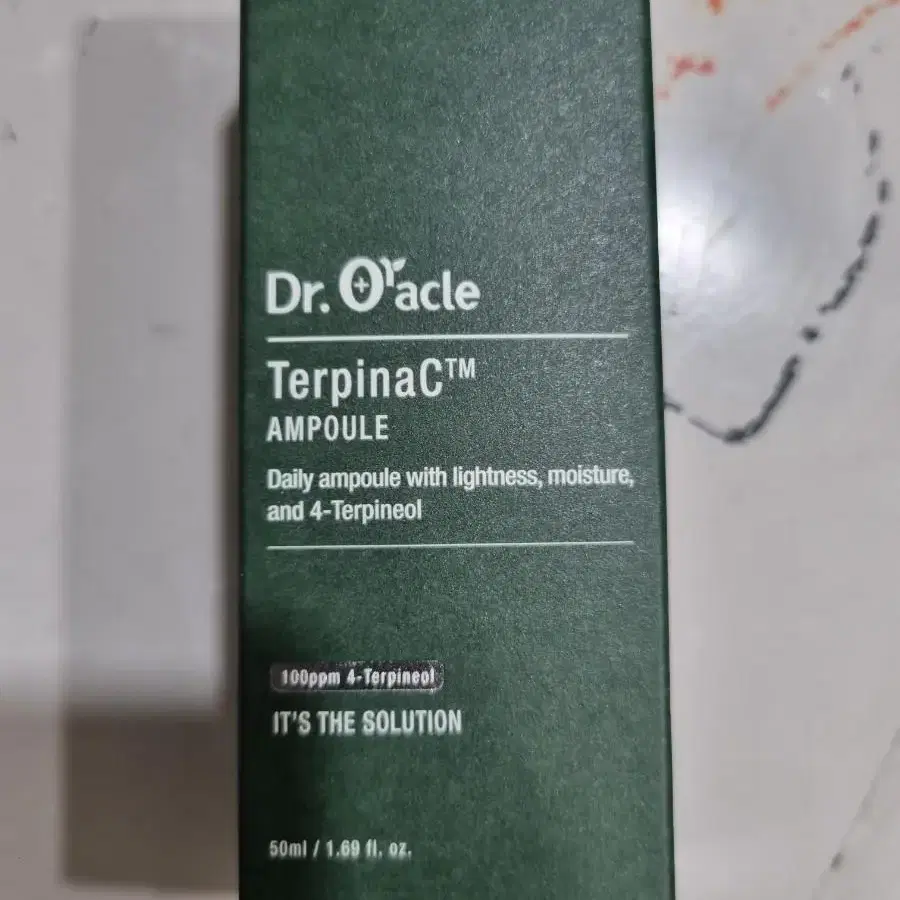 Dr. Oracle
TerpinaC™
AMPOULE
Daily ampoule with lightness, moisture,
and 4-Terpineol
100ppm 4-Terpineol
IT'S THE SOLUTION
50ml / 1.69 fl. oz.